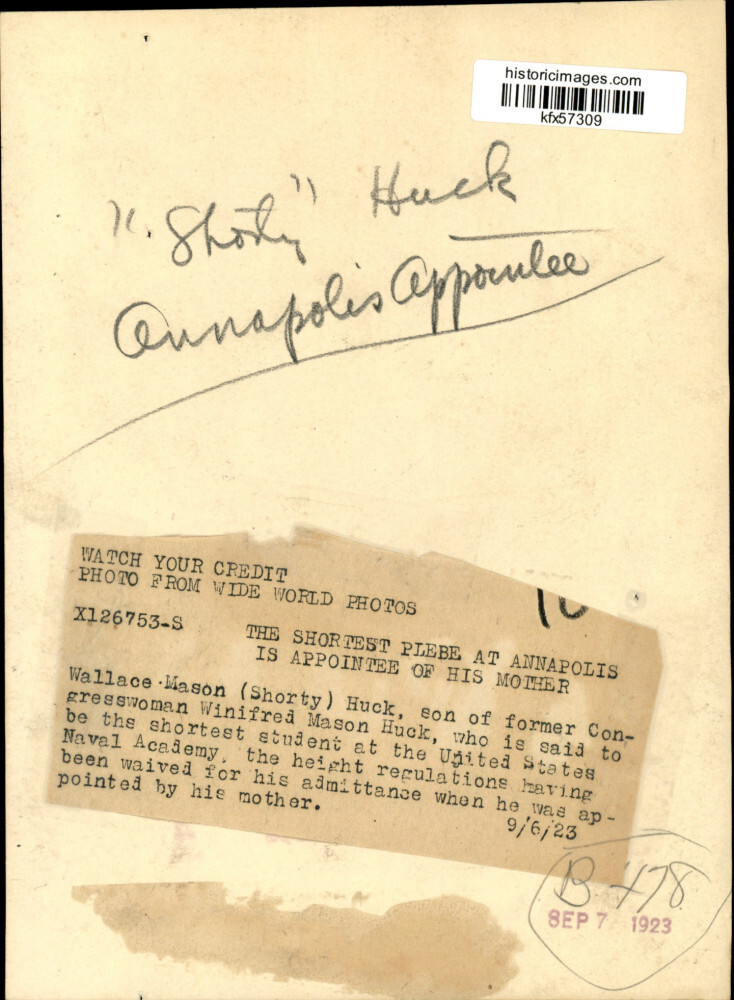 historicimages.com
kfx57309
"Shorty" Huck
Annapolis Appointee
WATCH YOUR CREDIT
PHOTO FROM WIDE WORLD PHOTOS
X126753-S
THE SHORTEST PLEBE AT ANNAPOLIS
IS APPOINTEE OF HIS MOTHER
Wallace Mason (Shorty) Huck, son of former Con-
gresswoman Winifred Mason Huck, who is said to
be ths shortest student at the United States
Naval Academy, the height regulations having
been waived for his admittance when he was ap-
pointed by his mother.
9/6/23
B 478
SEP 7 1923